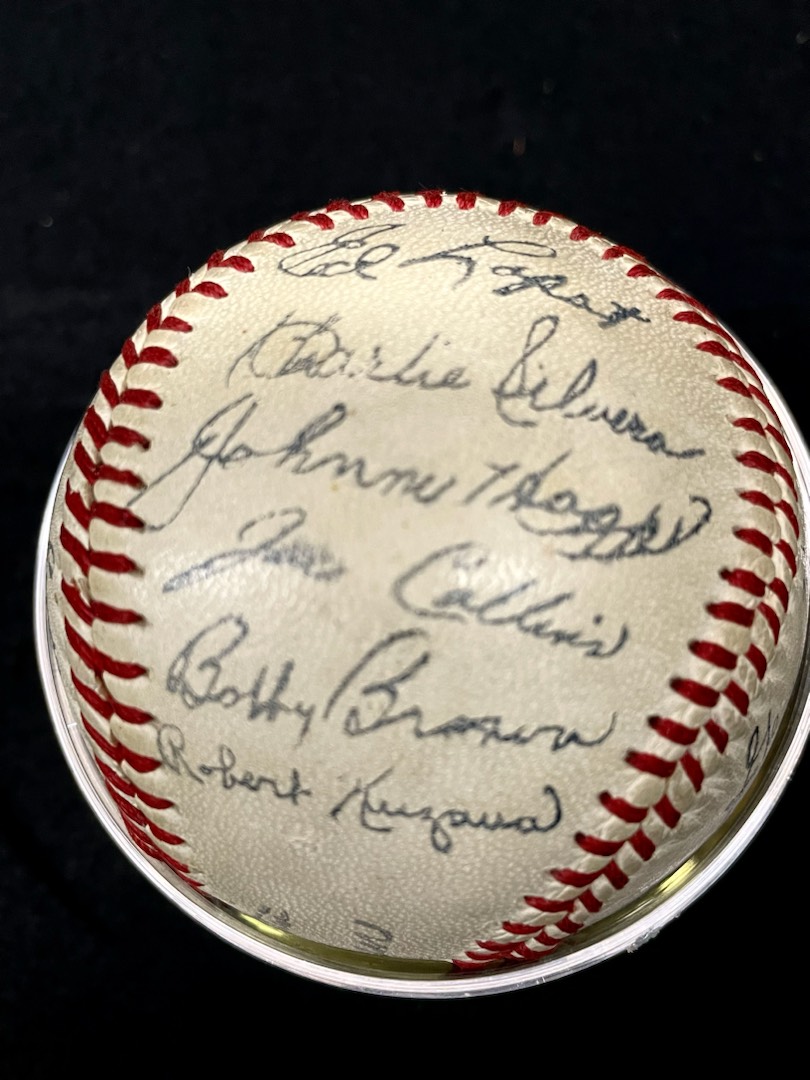 Ed Lopat
Charlie Silvera
Johnny Hopp
Joe Collins
Bobby Brown
Robert Kuzava